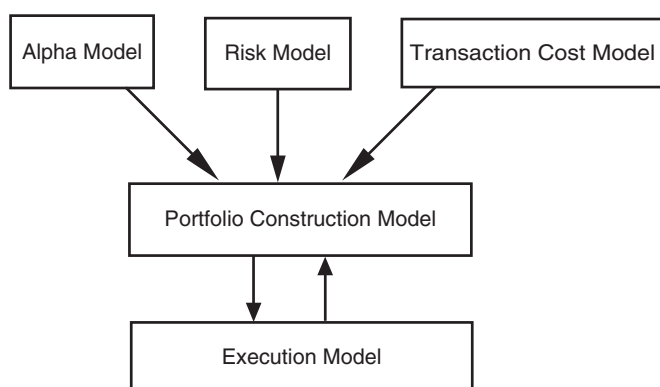 Alpha Model
Risk Model
Transaction Cost Model
Portfolio Construction Model
Execution Model